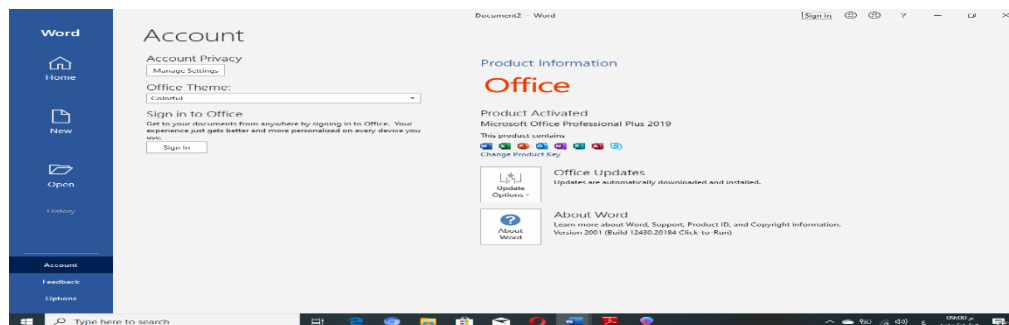 Document2 - Word
Sign in
?
Word
Home
New
Open
History
Account
Feedback
Options
Account
Account Privacy
Manage Settings
Office Theme:
Colorful
Sign in to Office
Get to your documents from anywhere by signing in to Office. Your
experience just gets better and more personalized on every device you
use.
Sign In
Product Information
Office
Product Activated
Microsoft Office Professional Plus 2019
This product contains
Change Product Key
Update
Options
Office Updates
Updates are automatically downloaded and installed.
About
Word
About Word
Learn more about Word, Support, Product ID, and Copyright information.
Version 2001 (Build 12430.20184 Click-to-Run)
Type here to search
ع
09:00 م